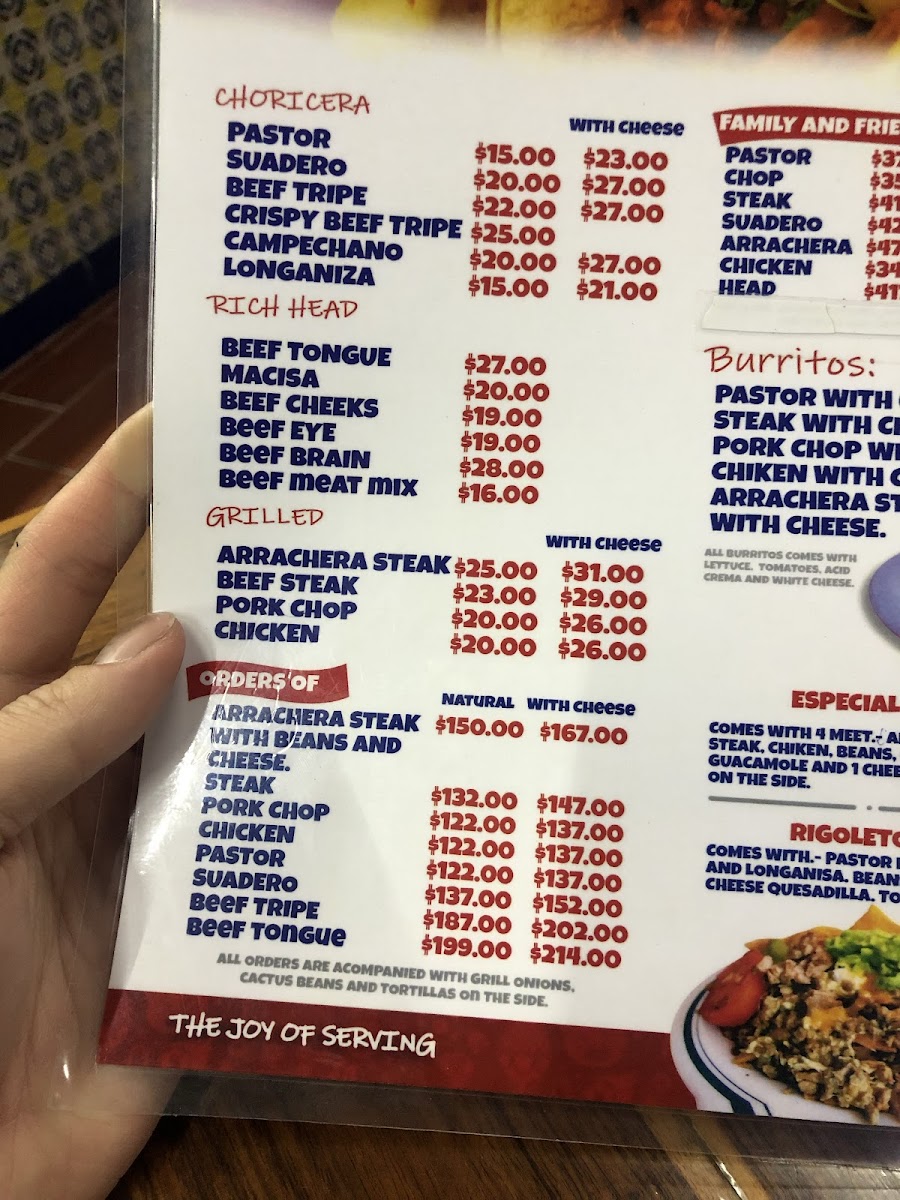 CHORICERA
WITH CHEESE
PASTOR $15.00 $23.00
SUADERO $20.00 $27.00
BEEF TRIPE $22.00 $27.00
CRISPY BEEF TRIPE $25.00
CAMPECHANO $20.00 $27.00
LONGANIZA $15.00 $21.00
RICH HEAD
BEEF TONGUE $27.00
MACISA $20.00
BEEF CHEEKS $19.00
BEEF EYE $19.00
BEEF BRAIN $28.00
BEEF MEAT MIX $16.00
GRILLED
WITH CHEESE
ARRACHERA STEAK $25.00 $31.00
BEEF STEAK $23.00 $29.00
PORK CHOP $20.00 $26.00
CHICKEN $20.00 $26.00
ORDERS OF
NATURAL WITH CHEESE
ARRACHERA STEAK $150.00 $167.00
WITH BEANS AND
CHEESE.
STEAK $132.00 $147.00
PORK CHOP $122.00 $137.00
CHICKEN $122.00 $137.00
PASTOR $122.00 $137.00
SUADERO $137.00 $152.00
BEEF TRIPE $187.00 $202.00
BEEF TONGUE $199.00 $214.00
ALL ORDERS ARE ACOMPANIED WITH GRILL ONIONS.
CACTUS BEANS AND TORTILLAS ON THE SIDE.
THE JOY OF SERVING
FAMILY AND
PASTOR
CHOP
STEAK
SUADERO
ARRACHERA
CHICKEN
HEAD
Burritos:
PASTOR WITH
STEAK WITH
PORK CHOP
CHIKEN WITH
ARRACHERA
WITH CHEESE.
ALL BURRITOS COMES WITH
LETTUCE. TOMATOES, ACID
CREMA AND WHITE CHEESE.
ESPECIAL
COMES WITH 4 MEET.-
STEAK, CHIKEN, BEANS,
GUACAMOLE AND 1
ON THE SIDE.
RIGOLETO
COMES WITH.- PASTOR
AND LONGANISA. BEAN
CHEESE QUESADILLA.